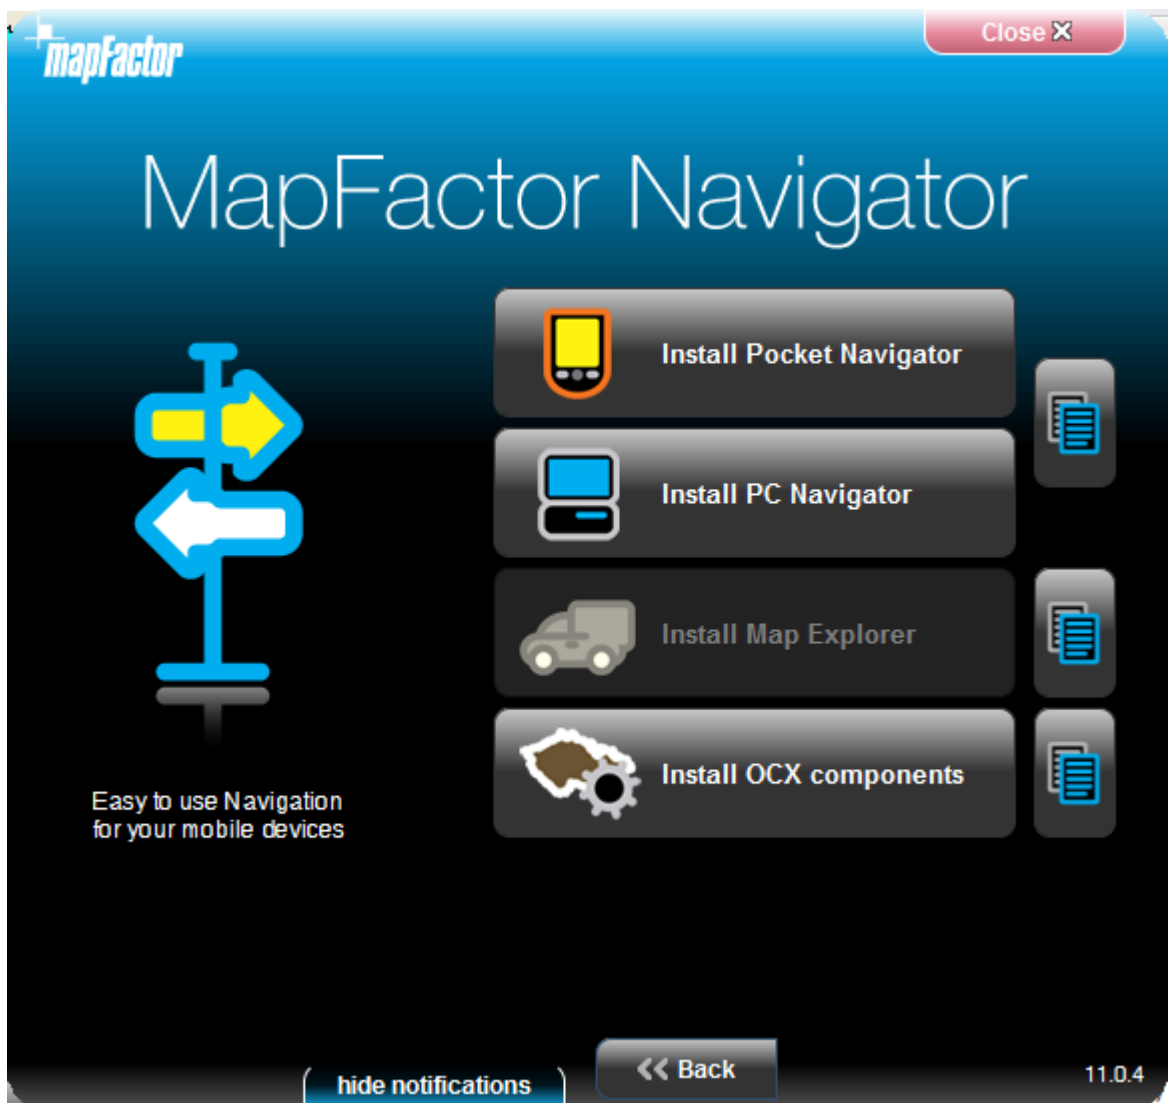 mapFactor
Close
MapFactor Navigator
Install Pocket Navigator
Install PC Navigator
Install Map Explorer
Install OCX components
Easy to use Navigation
for your mobile devices
Back
hide notifications
11.0.4